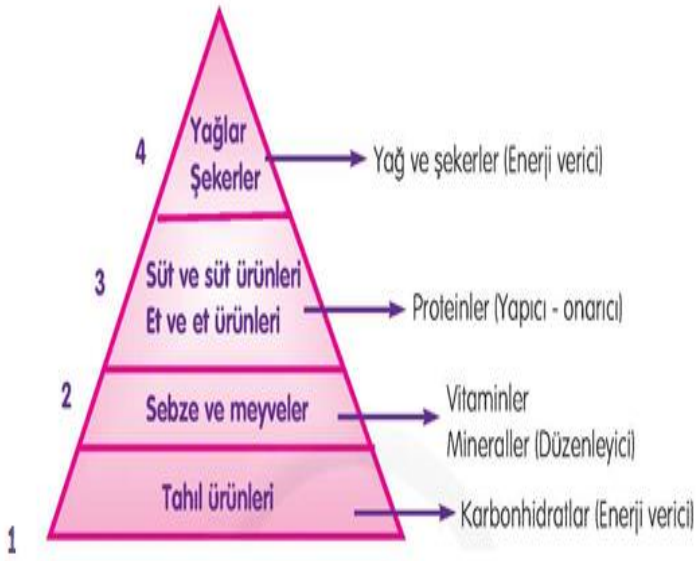 4
Yağlar
Şekerler
Yağ ve şekerler (Enerji verici)
3
Süt ve süt ürünleri
Et ve et ürünleri
Proteinler (Yapıcı - onarıcı)
2
Sebze ve meyveler
Vitaminler
Mineraller (Düzenleyici)
1
Tahıl ürünleri
Karbonhidratlar (Enerji verici)